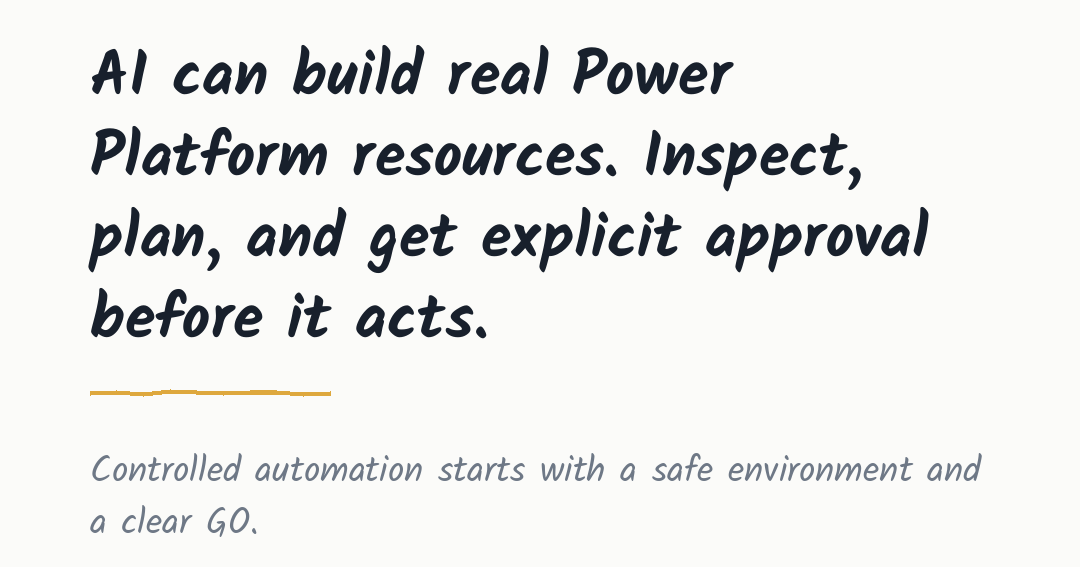 AI can build real Power
Platform resources. Inspect,
plan, and get explicit approval
before it acts.
Controlled automation starts with a safe environment and
a clear GO.